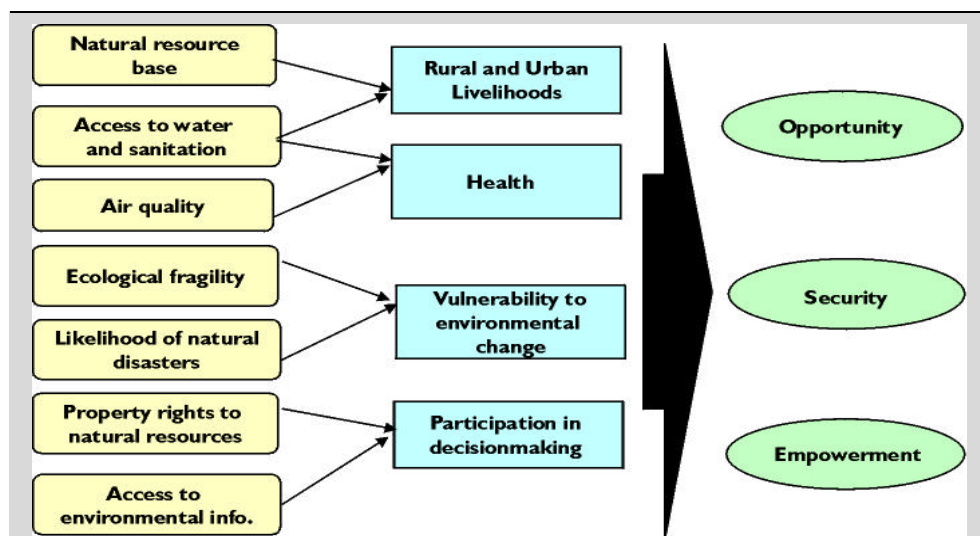 Natural resource
base
Access to water
and sanitation
Air quality
Ecological fragility
Likelihood of natural
disasters
Property rights to
natural resources
Access to
environmental info.
Rural and Urban
Livelihoods
Health
Vulnerability to
environmental
change
Participation in
decisionmaking
Opportunity
Security
Empowerment